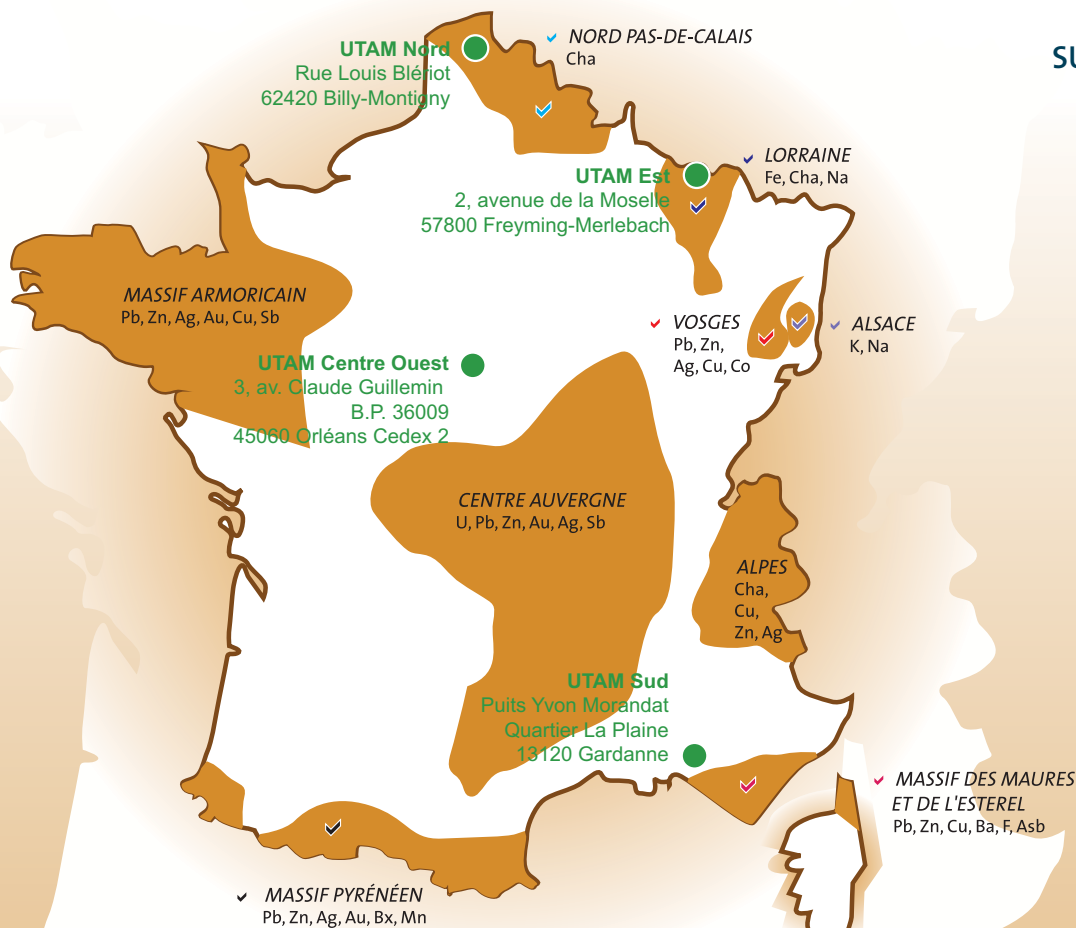 NORD PAS-DE-CALAIS
Cha
UTAM Nord
Rue Louis Blériot
62420 Billy-Montigny
SU
LORRAINE
Fe, Cha, Na
UTAM Est
2, avenue de la Moselle
57800 Freyming-Merlebach
MASSIF ARMORICAIN
Pb, Zn, Ag, Au, Cu, Sb
VOSGES
Pb, Zn,
Ag, Cu, Co
ALSACE
K, Na
UTAM Centre Ouest
3, av. Claude Guillemin
B.P. 36009
45060 Orléans Cedex 2
CENTRE AUVERGNE
U, Pb, Zn, Au, Ag, Sb
ALPES
Cha,
Cu,
Zn, Ag
UTAM Sud
Puits Yvon Morandat
Quartier La Plaine
13120 Gardanne
MASSIF DES MAURES
ET DE L'ESTEREL
Pb, Zn, Cu, Ba, F, Asb
MASSIF PYRÉNÉEN
Pb, Zn, Ag, Au, Bx, Mn